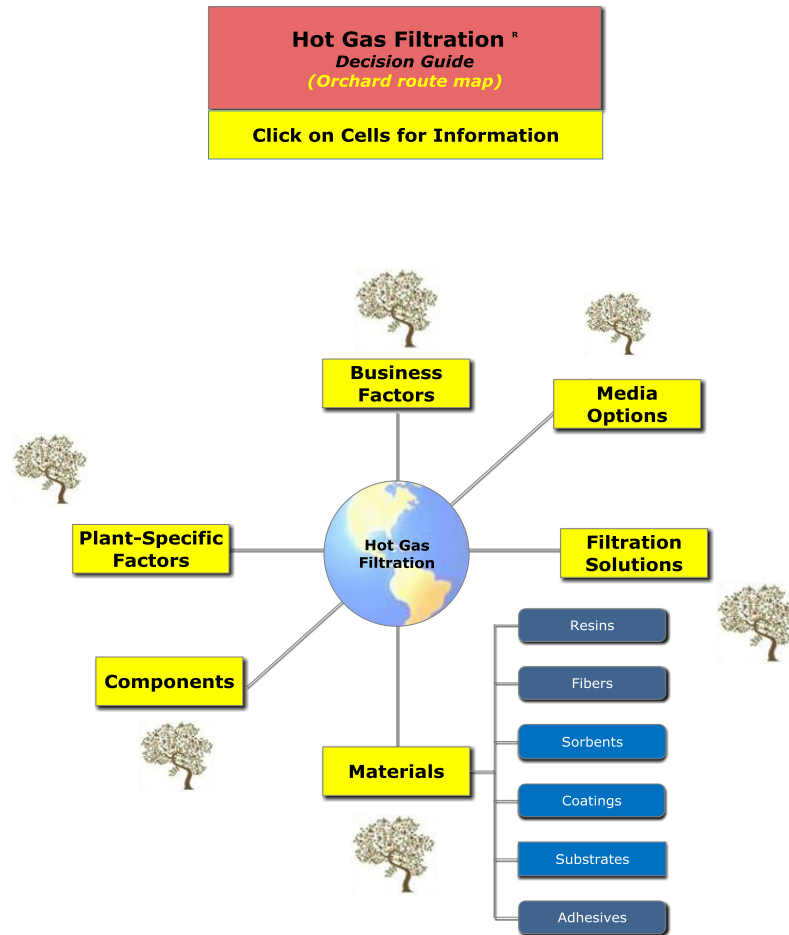 Hot Gas Filtration R
Decision Guide
(Orchard route map)
Click on Cells for Information
Business
Factors
Media
Options
Plant-Specific
Factors
Hot Gas
Filtration
Filtration
Solutions
Components
Materials
Resins
Fibers
Sorbents
Coatings
Substrates
Adhesives